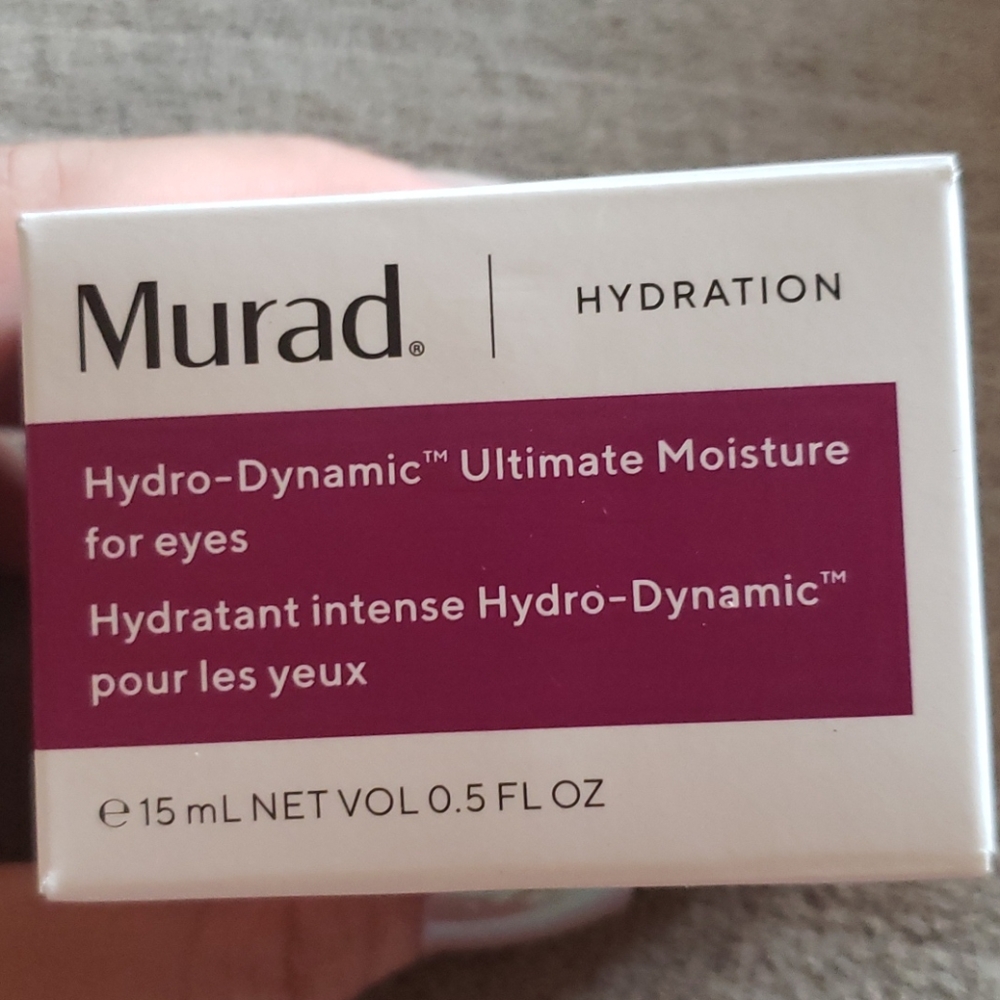 Murad® | HYDRATION
Hydro-Dynamic™ Ultimate Moisture
for eyes
Hydratant intense Hydro-Dynamic™
pour les yeux
℮ 15 mL NET VOL 0.5 FL OZ